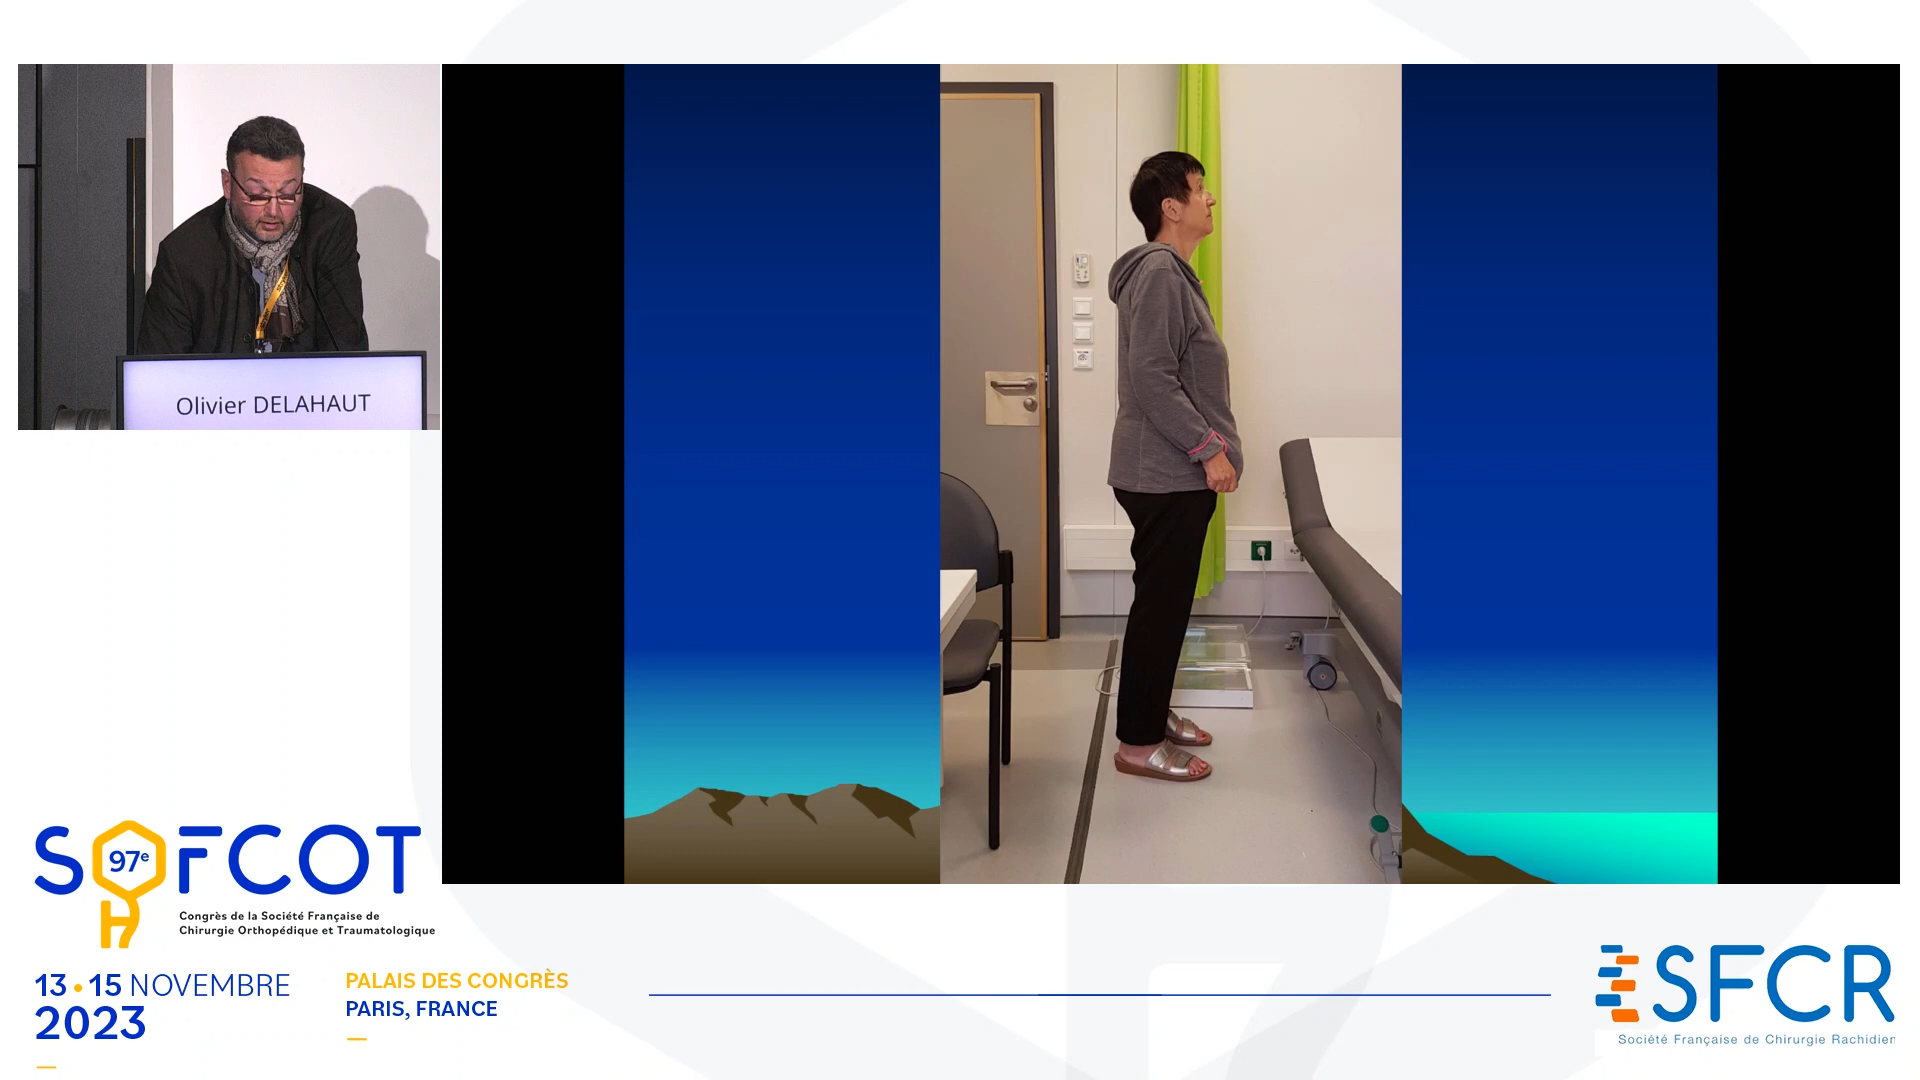 Olivier DELAHAUT
SOFCOT
97e
Congrès de la Société Française de
Chirurgie Orthopédique et Traumatologique
13 • 15 NOVEMBRE
2023
PALAIS DES CONGRÈS
PARIS, FRANCE
SFCR
Société Française de Chirurgie Rachidien